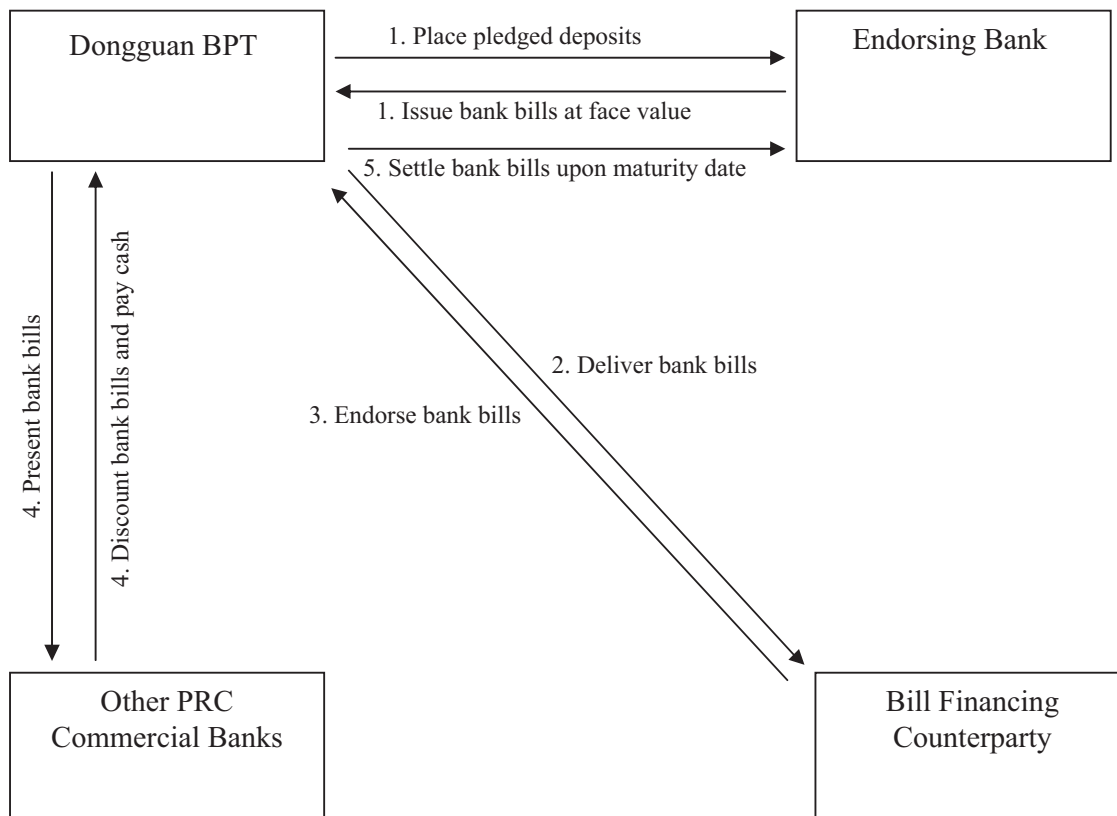 Dongguan BPT
1. Place pledged deposits
Endorsing Bank
1. Issue bank bills at face value
5. Settle bank bills upon maturity date
4. Present bank bills
4. Discount bank bills and pay cash
2. Deliver bank bills
3. Endorse bank bills
Other PRC
Commercial Banks
Bill Financing
Counterparty